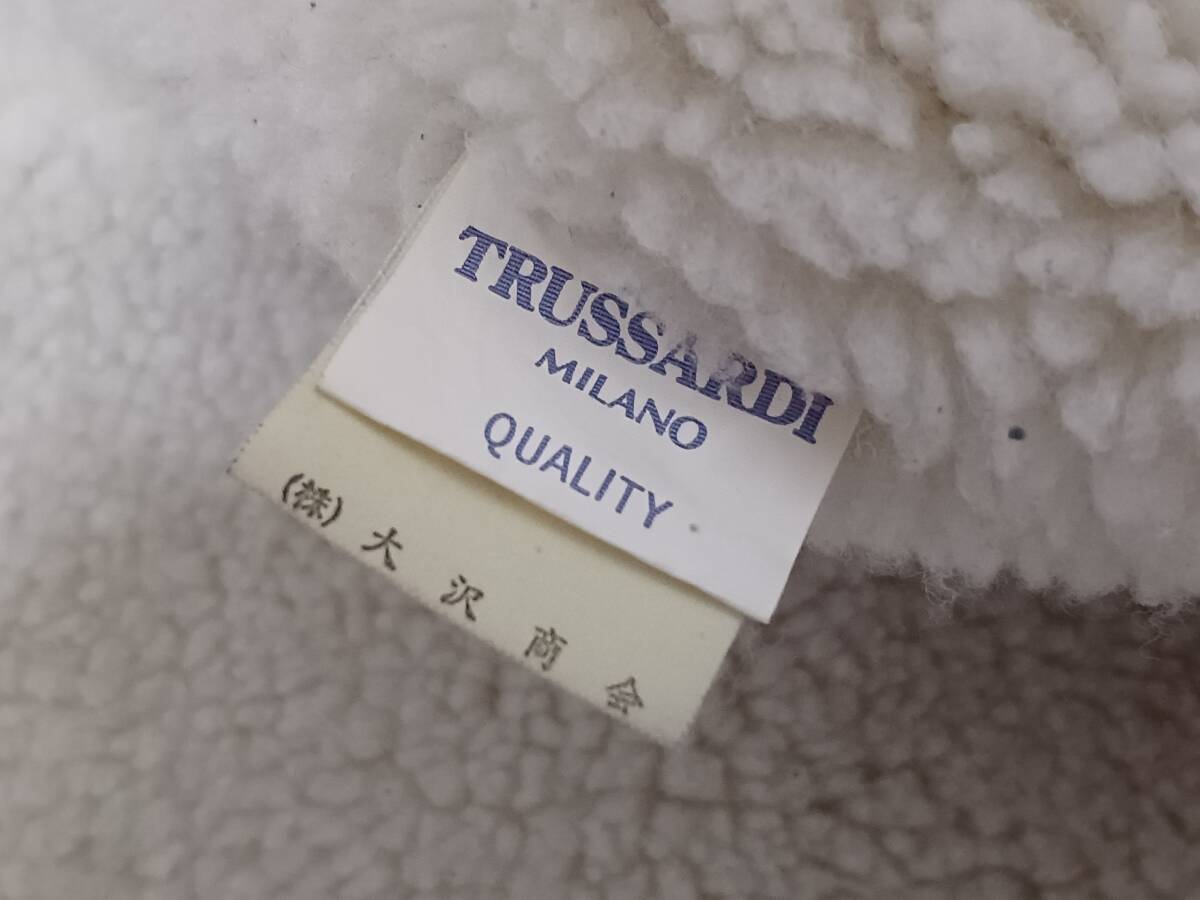 TRUSSARDI
MILANO
QUALITY
(株) 大沢商会